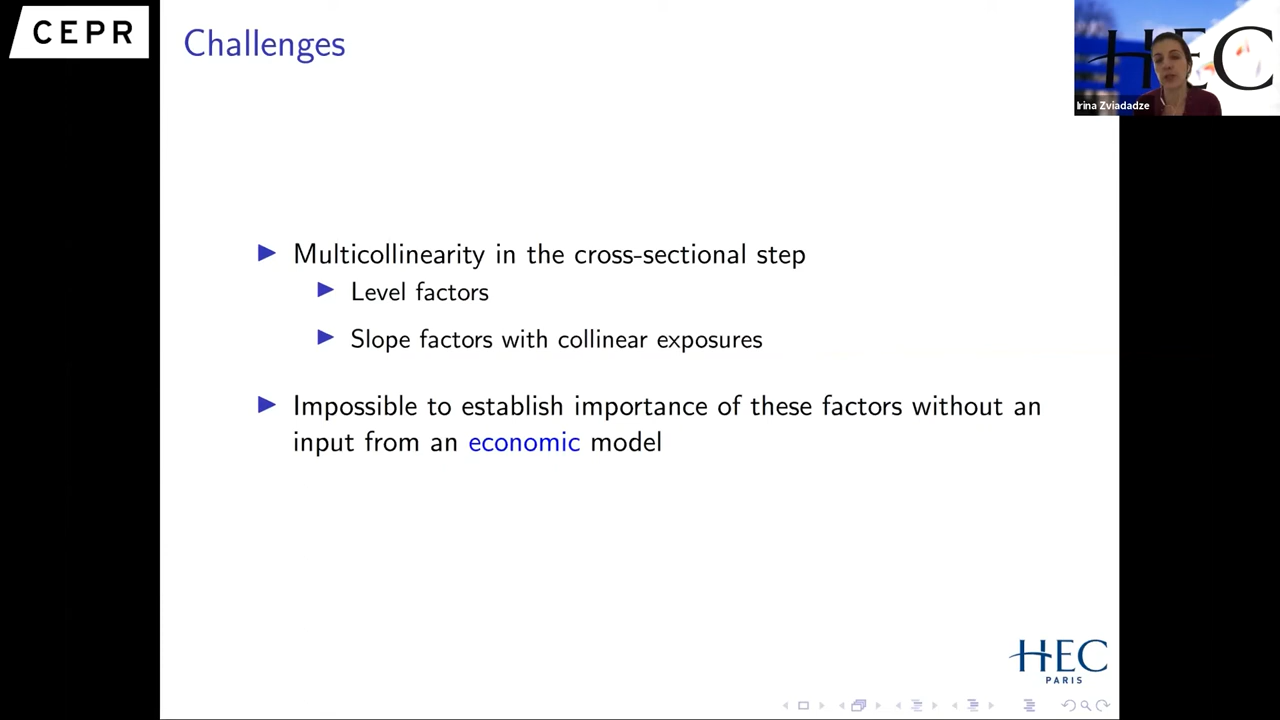 CEPR
Challenges
HEC
Irina Zviadadze
Multicollinearity in the cross-sectional step
Level factors
Slope factors with collinear exposures
Impossible to establish importance of these factors without an
input from an economic model
HEC
PARIS